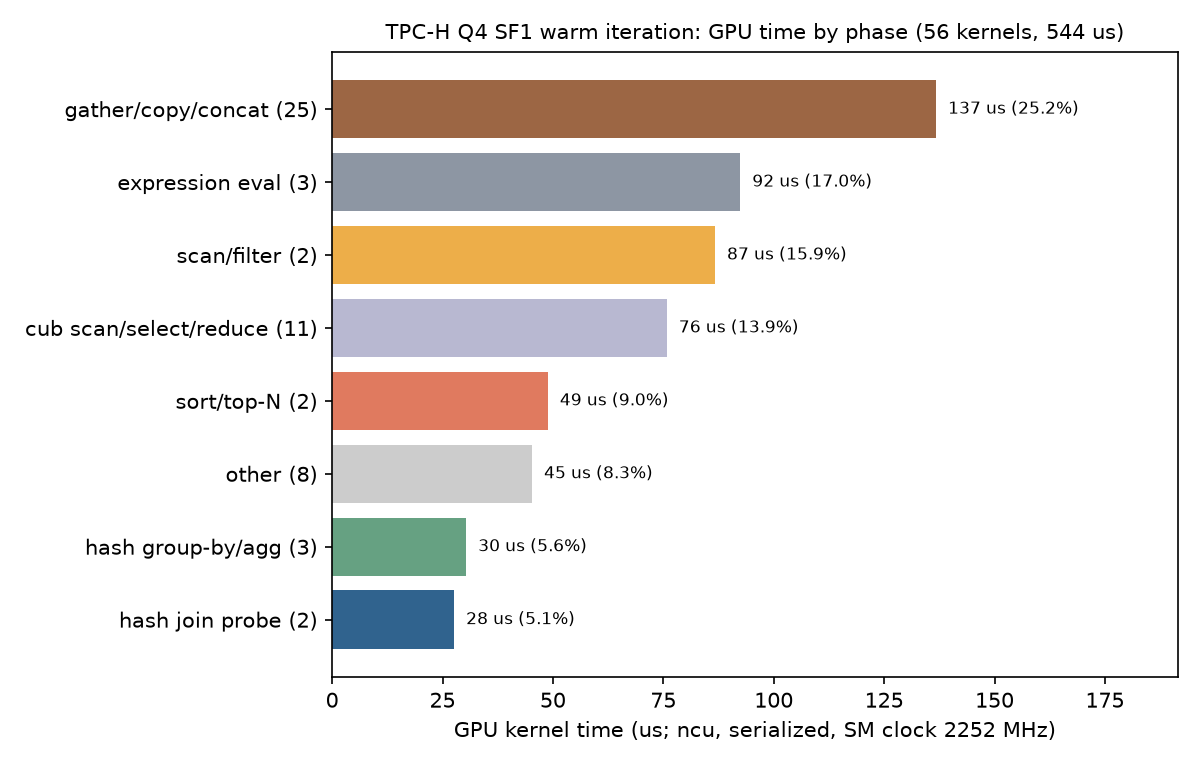 TPC-H Q4 SF1 warm iteration: GPU time by phase (56 kernels, 544 us)
gather/copy/concat (25) 137 us (25.2%)
expression eval (3) 92 us (17.0%)
scan/filter (2) 87 us (15.9%)
cub scan/select/reduce (11) 76 us (13.9%)
sort/top-N (2) 49 us (9.0%)
other (8) 45 us (8.3%)
hash group-by/agg (3) 30 us (5.6%)
hash join probe (2) 28 us (5.1%)
0 25 50 75 100 125 150 175
GPU kernel time (us; ncu, serialized, SM clock 2252 MHz)